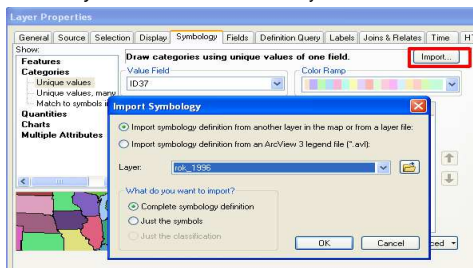 Layer Properties
General Source Selection Display Symbology Fields Definition Query Labels Joins & Relates Time
Show:
Features
Categories
Unique values
Unique values, many
Match to symbols
Quantities
Charts
Multiple Attributes
Draw categories using unique values of one field.
Import...
Value Field
ID37
Color Ramp
Import Symbology
Import symbology definition from another layer in the map or from a layer file:
Import symbology definition from an ArcView 3 legend file (*.avl):
Layer:
rok_1996
What do you want to import?
Complete symbology definition
Just the symbols
Just the classification
OK Cancel